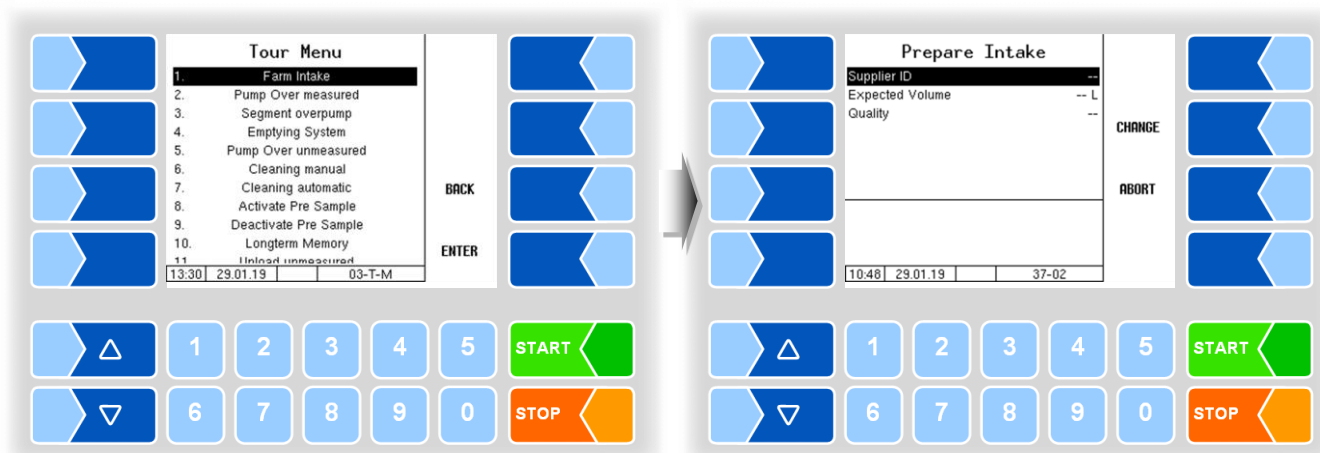 Tour Menu
1. Farm Intake
2. Pump Over measured
3. Segment overpump
4. Emptying System
5. Pump Over unmeasured
6. Cleaning manual
7. Cleaning automatic
8. Activate Pre Sample
9. Deactivate Pre Sample
10. Longterm Memory
11. Unload unmeasured
BACK
ENTER
13:30 29.01.19 03-T-M
1 2 3 4 5 START
6 7 8 9 0 STOP
Prepare Intake
Supplier ID --
Expected Volume -- L
Quality --
CHANGE
ABORT
10:48 29.01.19 37-02
1 2 3 4 5 START
6 7 8 9 0 STOP